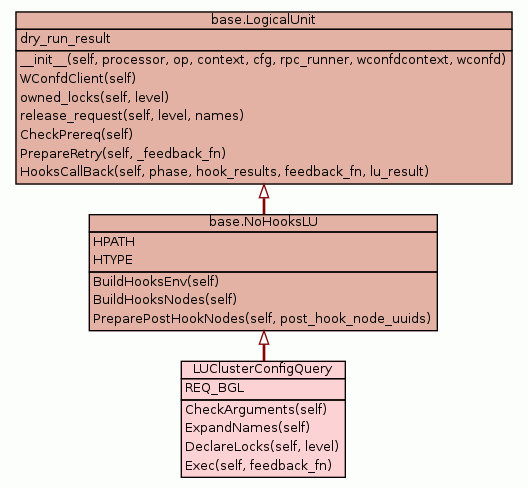 base.LogicalUnit
dry_run_result
__init__(self, processor, op, context, cfg, rpc_runner, wconfdcontext, wconfd)
WConfdClient(self)
owned_locks(self, level)
release_request(self, level, names)
CheckPrereq(self)
PrepareRetry(self, _feedback_fn)
HooksCallBack(self, phase, hook_results, feedback_fn, lu_result)
base.NoHooksLU
HPATH
HTYPE
BuildHooksEnv(self)
BuildHooksNodes(self)
PreparePostHookNodes(self, post_hook_node_uuids)
LUClusterConfigQuery
REQ_BGL
CheckArguments(self)
ExpandNames(self)
DeclareLocks(self, level)
Exec(self, feedback_fn)